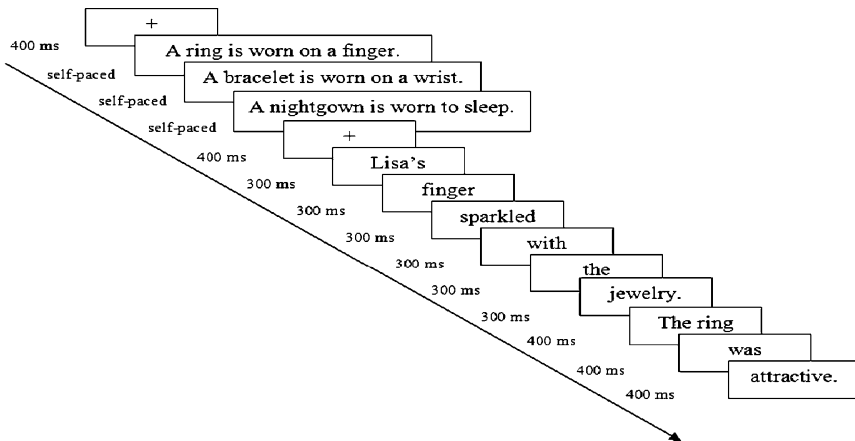 +
400 ms
A ring is worn on a finger.
self-paced
A bracelet is worn on a wrist.
self-paced
A nightgown is worn to sleep.
self-paced
+
400 ms
Lisa's
300 ms
finger
300 ms
sparkled
300 ms
with
300 ms
the
300 ms
jewelry.
300 ms
The ring
400 ms
was
400 ms
attractive.
400 ms